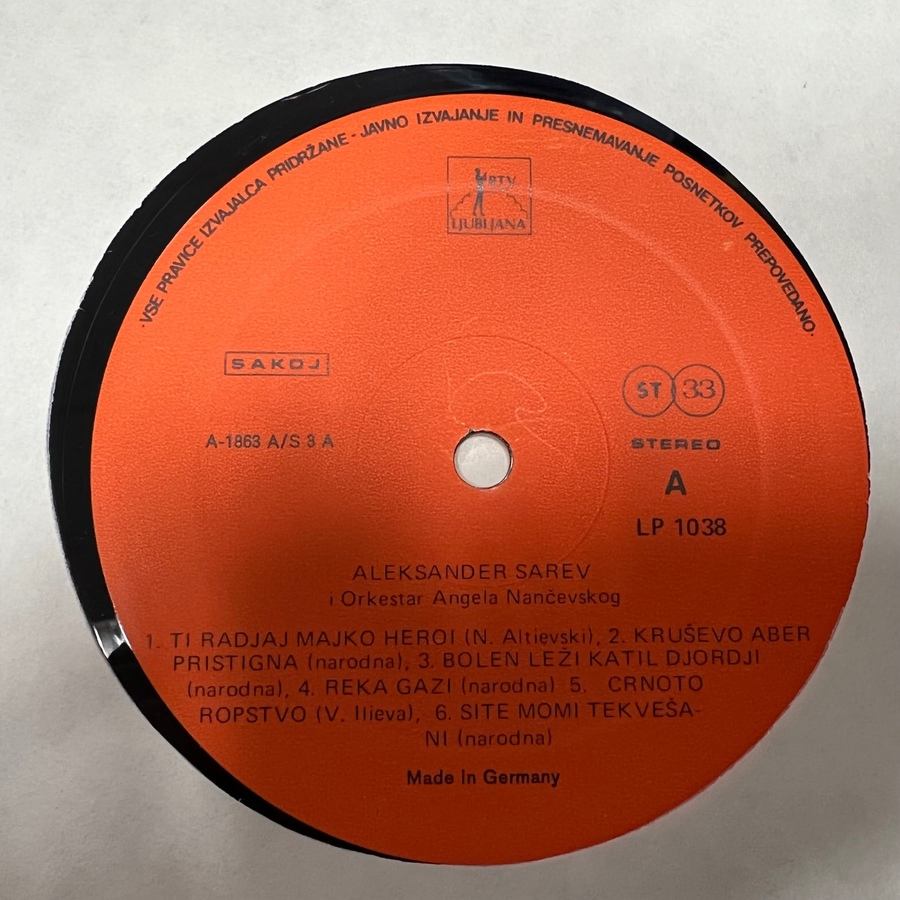 ·VSE PRAVICE IZVAJALCA PRIDRŽANE - JAVNO IZVAJANJE IN PRESNEMAVANJE POSNETKOV PREPOVEDANO·
RTV
LJUBLJANA
SAKOJ
ST 33
A-1863 A/S 3 A
STEREO
A
LP 1038
ALEKSANDER SAREV
i Orkestar Angela Nančevskog
1. TI RADJAJ MAJKO HEROI (N. Altievski), 2. KRUŠEVO ABER
PRISTIGNA (narodna), 3. BOLEN LEŽI KATIL DJORDJI
(narodna), 4. REKA GAZI (narodna) 5. CRNOTO
ROPSTVO (V. Ilieva), 6. SITE MOMI TEKVEŠA-
NI (narodna)
Made in Germany